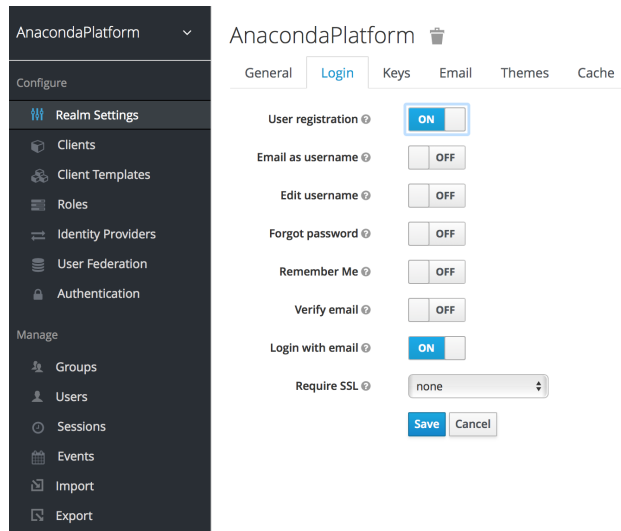 AnacondaPlatform
Configure
Realm Settings
Clients
Client Templates
Roles
Identity Providers
User Federation
Authentication
Manage
Groups
Users
Sessions
Events
Import
Export
AnacondaPlatform
General Login Keys Email Themes Cache
User registration ON
Email as username OFF
Edit username OFF
Forgot password OFF
Remember Me OFF
Verify email OFF
Login with email ON
Require SSL none
Save Cancel